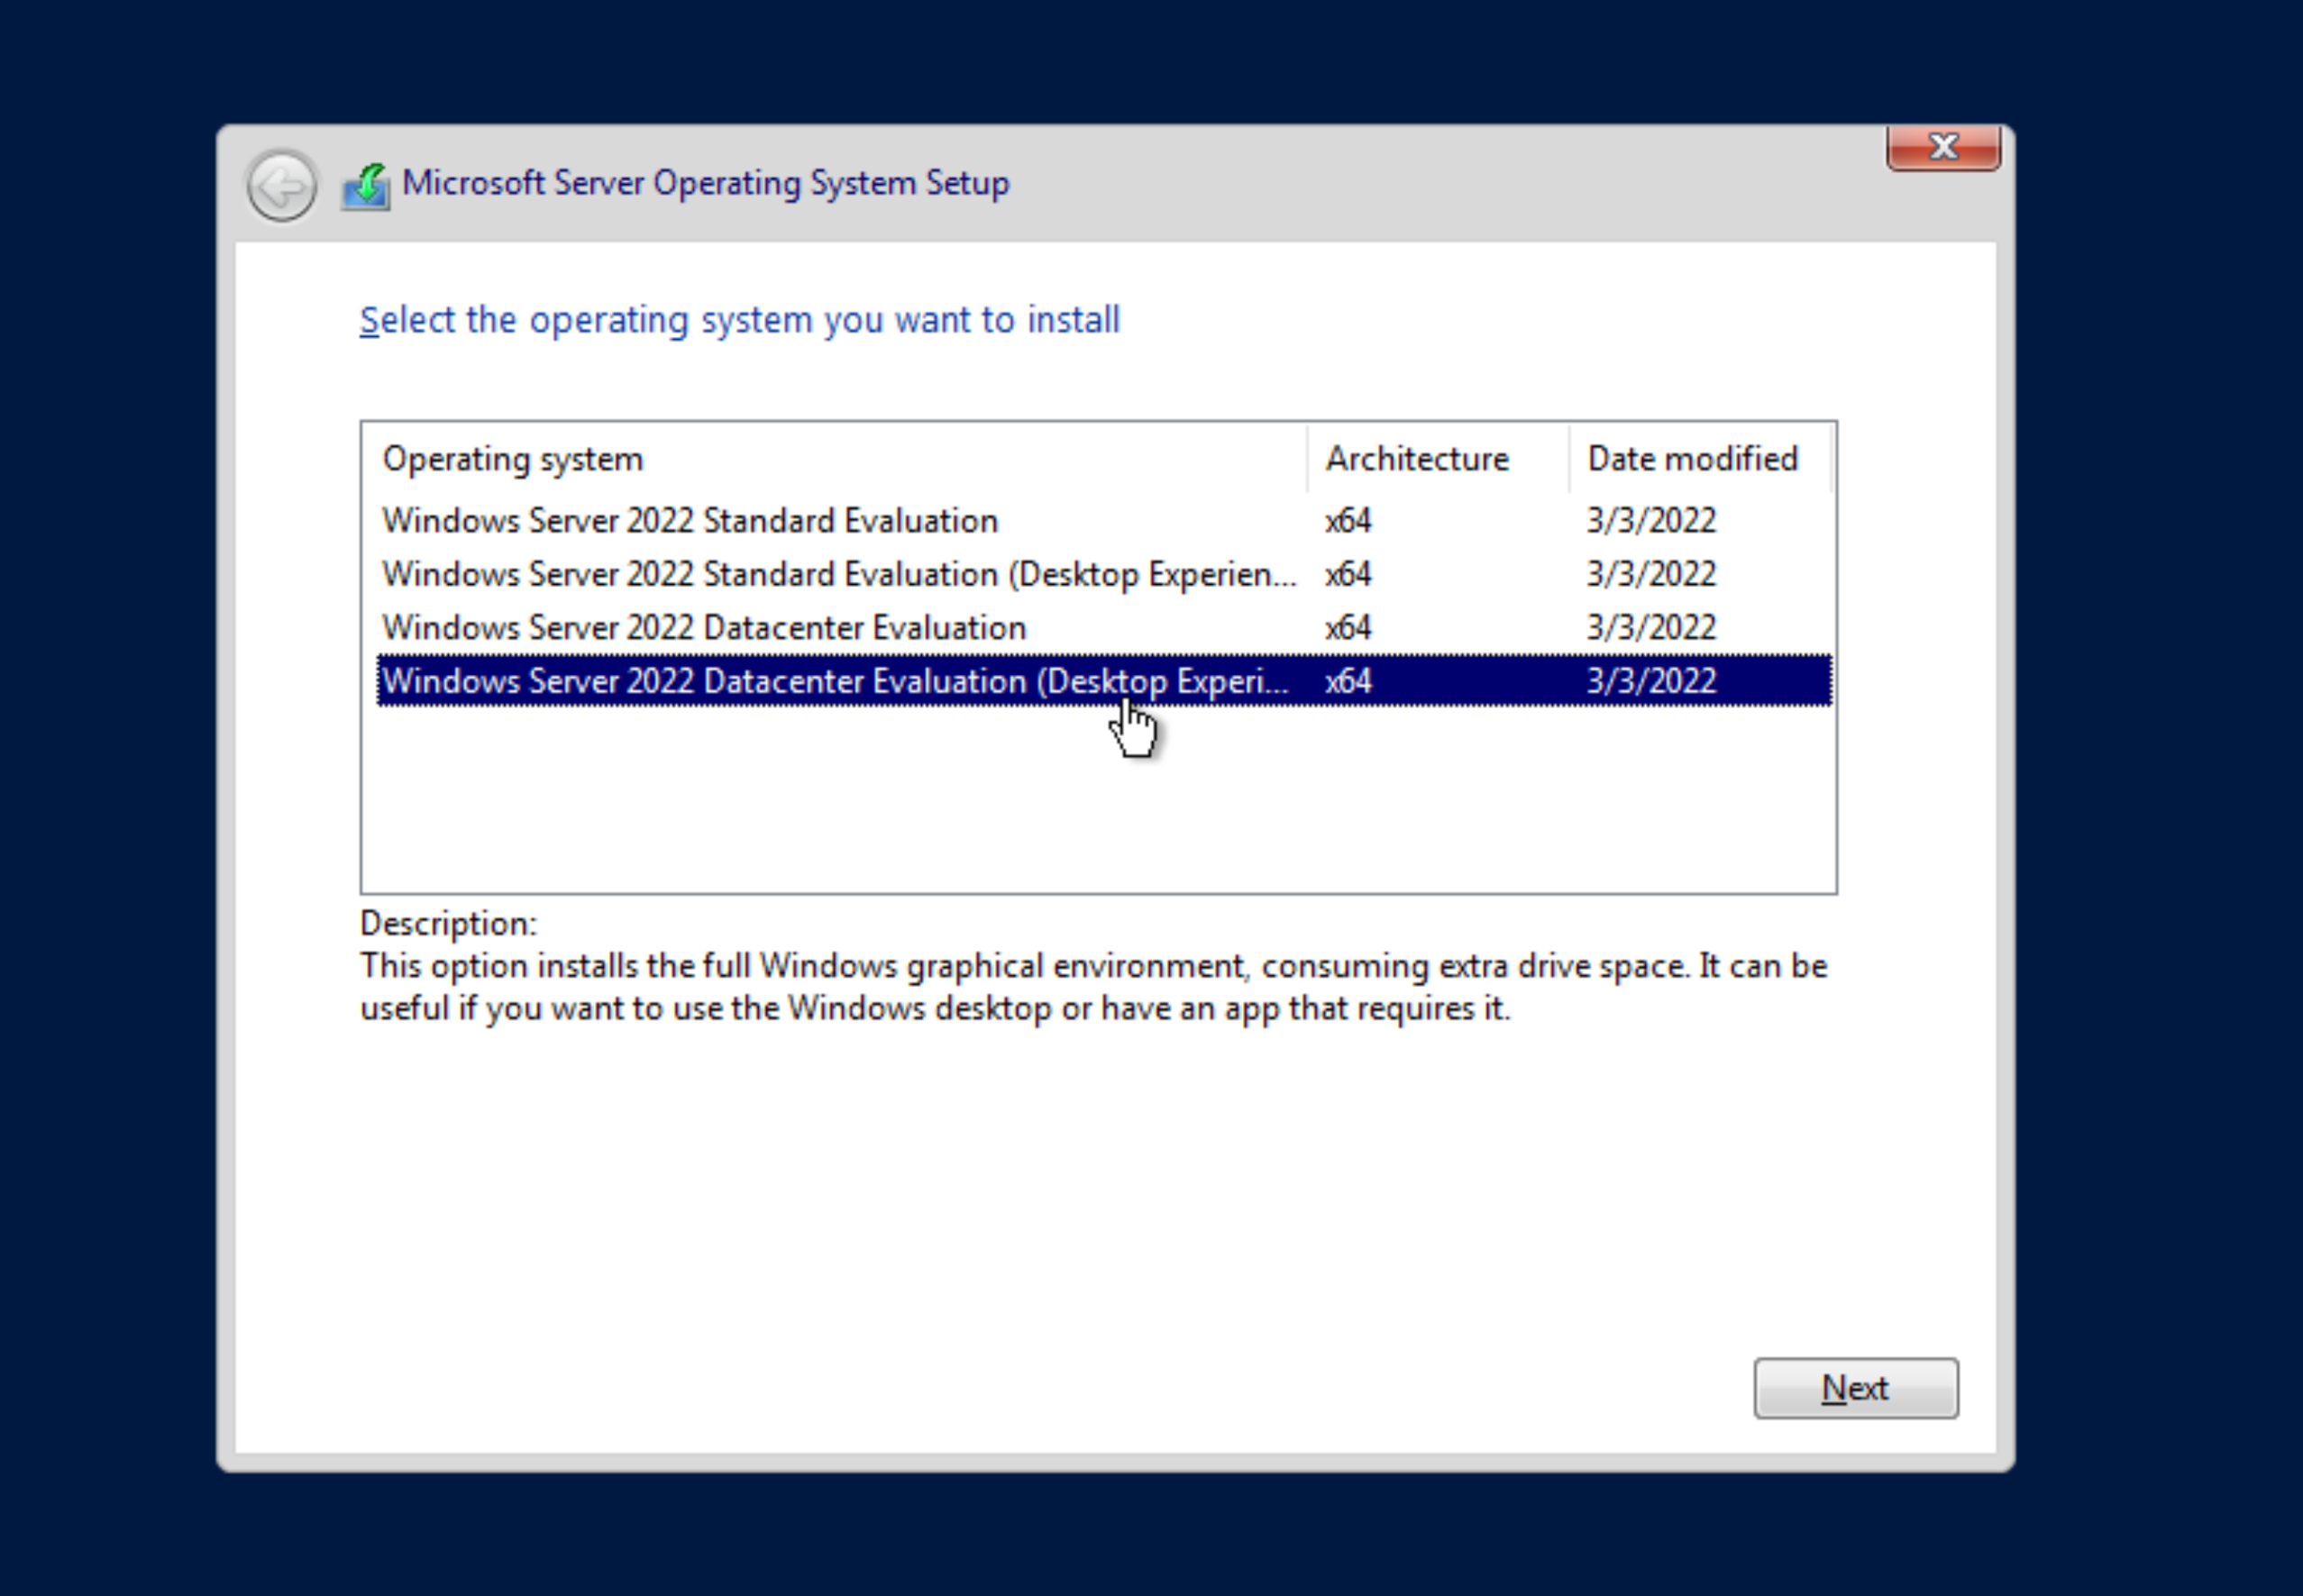 Microsoft Server Operating System Setup
Select the operating system you want to install
Operating system Architecture Date modified
Windows Server 2022 Standard Evaluation x64 3/3/2022
Windows Server 2022 Standard Evaluation (Desktop Experien... x64 3/3/2022
Windows Server 2022 Datacenter Evaluation x64 3/3/2022
Windows Server 2022 Datacenter Evaluation (Desktop Experi... x64 3/3/2022
Description:
This option installs the full Windows graphical environment, consuming extra drive space. It can be
useful if you want to use the Windows desktop or have an app that requires it.
Next